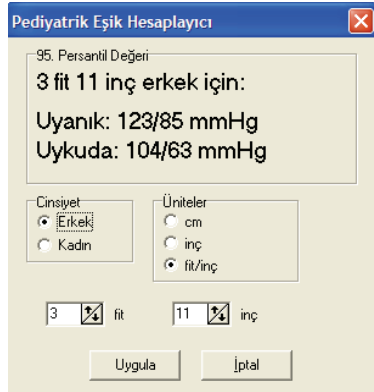 Pediyatrik Eşik Hesaplayıcı
95. Persantil Değeri
3 fit 11 inç erkek için:
Uyanık: 123/85 mmHg
Uykuda: 104/63 mmHg
Cinsiyet
Erkek
Kadın
Üniteler
cm
inç
fit/inç
3 fit 11 inç
Uygula İptal